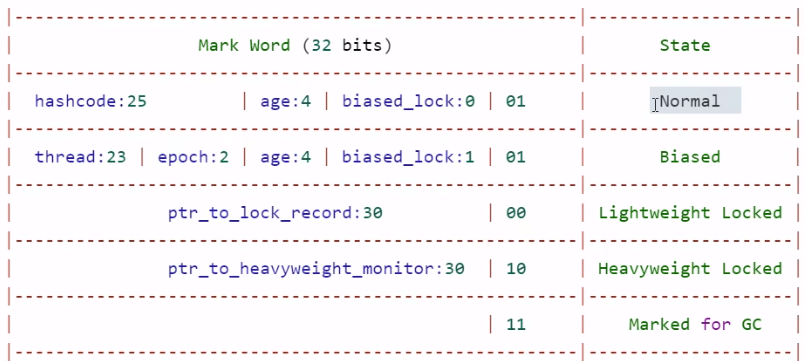 |-------------------------------------------------------|--------------------|
| Mark Word (32 bits) | State |
|-------------------------------------------------------|--------------------|
| hashcode:25 | age:4 | biased_lock:0 | 01 | Normal |
|-------------------------------------------------------|--------------------|
| thread:23 | epoch:2 | age:4 | biased_lock:1 | 01 | Biased |
|-------------------------------------------------------|--------------------|
| ptr_to_lock_record:30 | 00 | Lightweight Locked |
|-------------------------------------------------------|--------------------|
| ptr_to_heavyweight_monitor:30 | 10 | Heavyweight Locked |
|-------------------------------------------------------|--------------------|
| | 11 | Marked for GC |
|-------------------------------------------------------|--------------------|